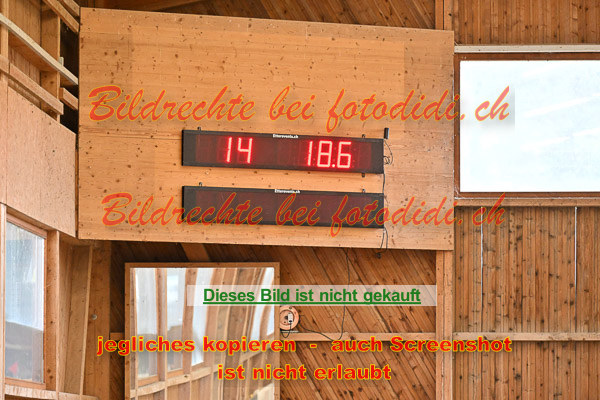 Bildrechte bei fotodidi.ch
14 18.6
Bildrechte bei fotodidi.ch
Dieses Bild ist nicht gekauft
jegliches kopieren - auch Screenshot
ist nicht erlaubt